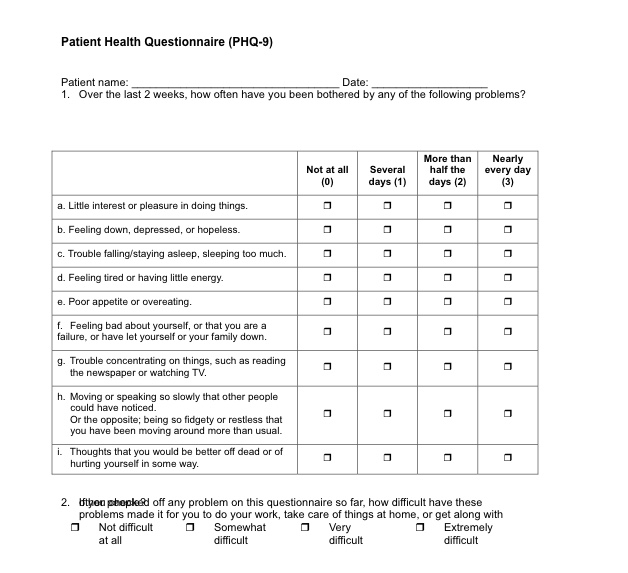 Patient Health Questionnaire (PHQ-9)
Patient name: ___________________________________ Date: ____________________
1. Over the last 2 weeks, how often have you been bothered by any of the following problems?
Not at all (0)
Several days (1)
More than half the days (2)
Nearly every day (3)
a. Little interest or pleasure in doing things.
b. Feeling down, depressed, or hopeless.
c. Trouble falling/staying asleep, sleeping too much.
d. Feeling tired or having little energy.
e. Poor appetite or overeating.
f. Feeling bad about yourself, or that you are a
failure, or have let yourself or your family down.
g. Trouble concentrating on things, such as reading
the newspaper or watching TV.
h. Moving or speaking so slowly that other people
could have noticed.
Or the opposite; being so fidgety or restless that
you have been moving around more than usual.
i. Thoughts that you would be better off dead or of
hurting yourself in some way.
2. If you checked off any problem on this questionnaire so far, how difficult have these
problems made it for you to do your work, take care of things at home, or get along with
other people?
Not difficult
at all
Somewhat
difficult
Very
difficult
Extremely
difficult